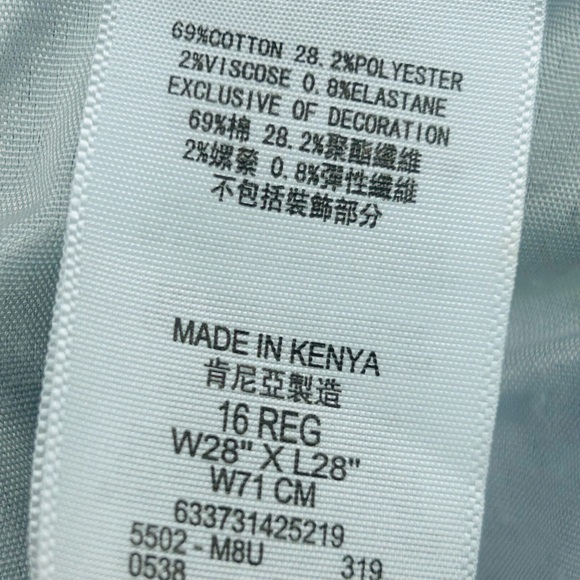 69%COTTON 28.2%POLYESTER
2%VISCOSE 0.8%ELASTANE
EXCLUSIVE OF DECORATION
69%棉 28.2%聚酯纖維
2%嫘縈 0.8%彈性纖維
不包括裝飾部分
MADE IN KENYA
肯尼亞製造
16 REG
W28" X L28"
W71 CM
633731425219
5502 - M8U 319
0538